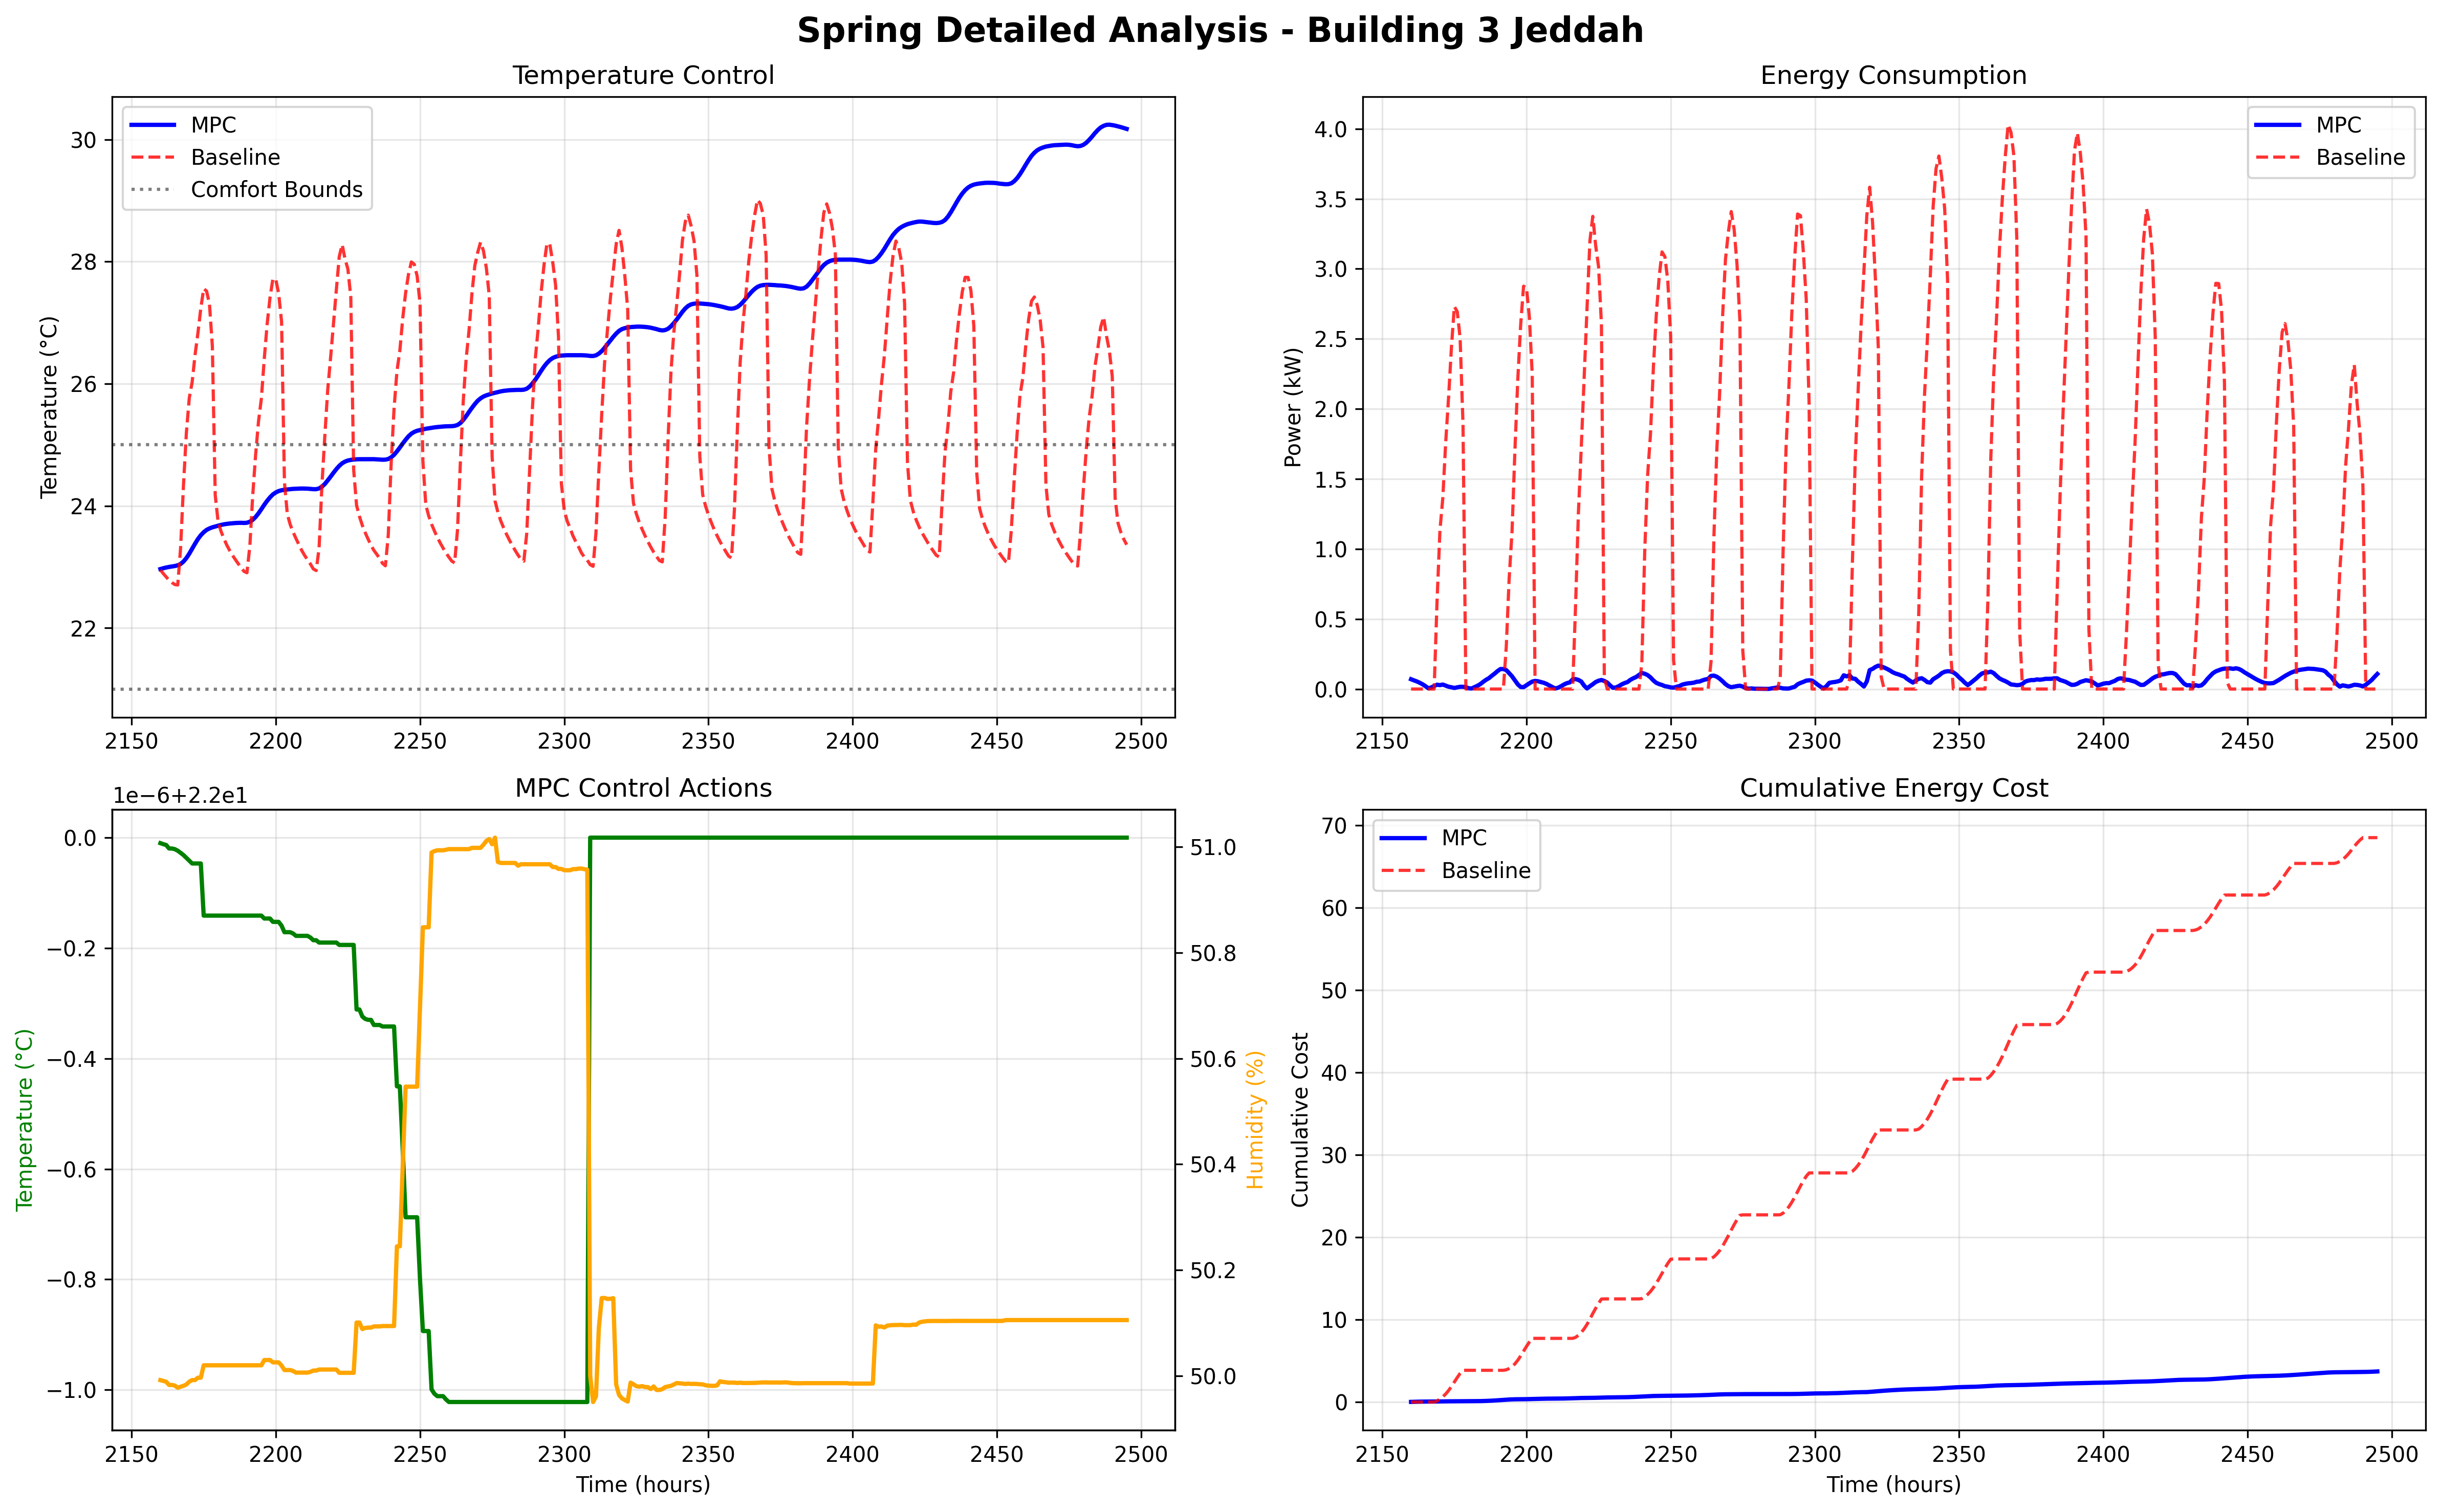 Spring Detailed Analysis - Building 3 Jeddah
Temperature Control
MPC
Baseline
Comfort Bounds
Temperature (°C)
30
28
26
24
22
2150 2200 2250 2300 2350 2400 2450 2500
Energy Consumption
MPC
Baseline
Power (kW)
4.0
3.5
3.0
2.5
2.0
1.5
1.0
0.5
0.0
2150 2200 2250 2300 2350 2400 2450 2500
MPC Control Actions
1e−6+2.2e1
Temperature (°C)
0.0
−0.2
−0.4
−0.6
−0.8
−1.0
51.0
50.8
50.6
50.4
50.2
50.0
Humidity (%)
2150 2200 2250 2300 2350 2400 2450 2500
Time (hours)
Cumulative Energy Cost
MPC
Baseline
Cumulative Cost
70
60
50
40
30
20
10
0
2150 2200 2250 2300 2350 2400 2450 2500
Time (hours)